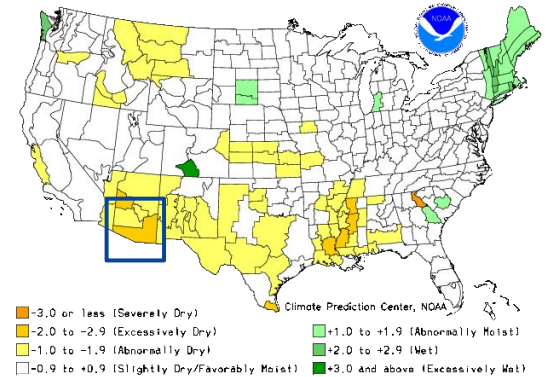 NOAA
Climate Prediction Center, NOAA
-3.0 or less (Severely Dry)
-2.0 to -2.9 (Excessively Dry)
-1.0 to -1.9 (Abnormally Dry)
-0.9 to +0.9 (Slightly Dry/Favorably Moist)
+1.0 to +1.9 (Abnormally Moist)
+2.0 to +2.9 (Wet)
+3.0 and above (Excessively Wet)